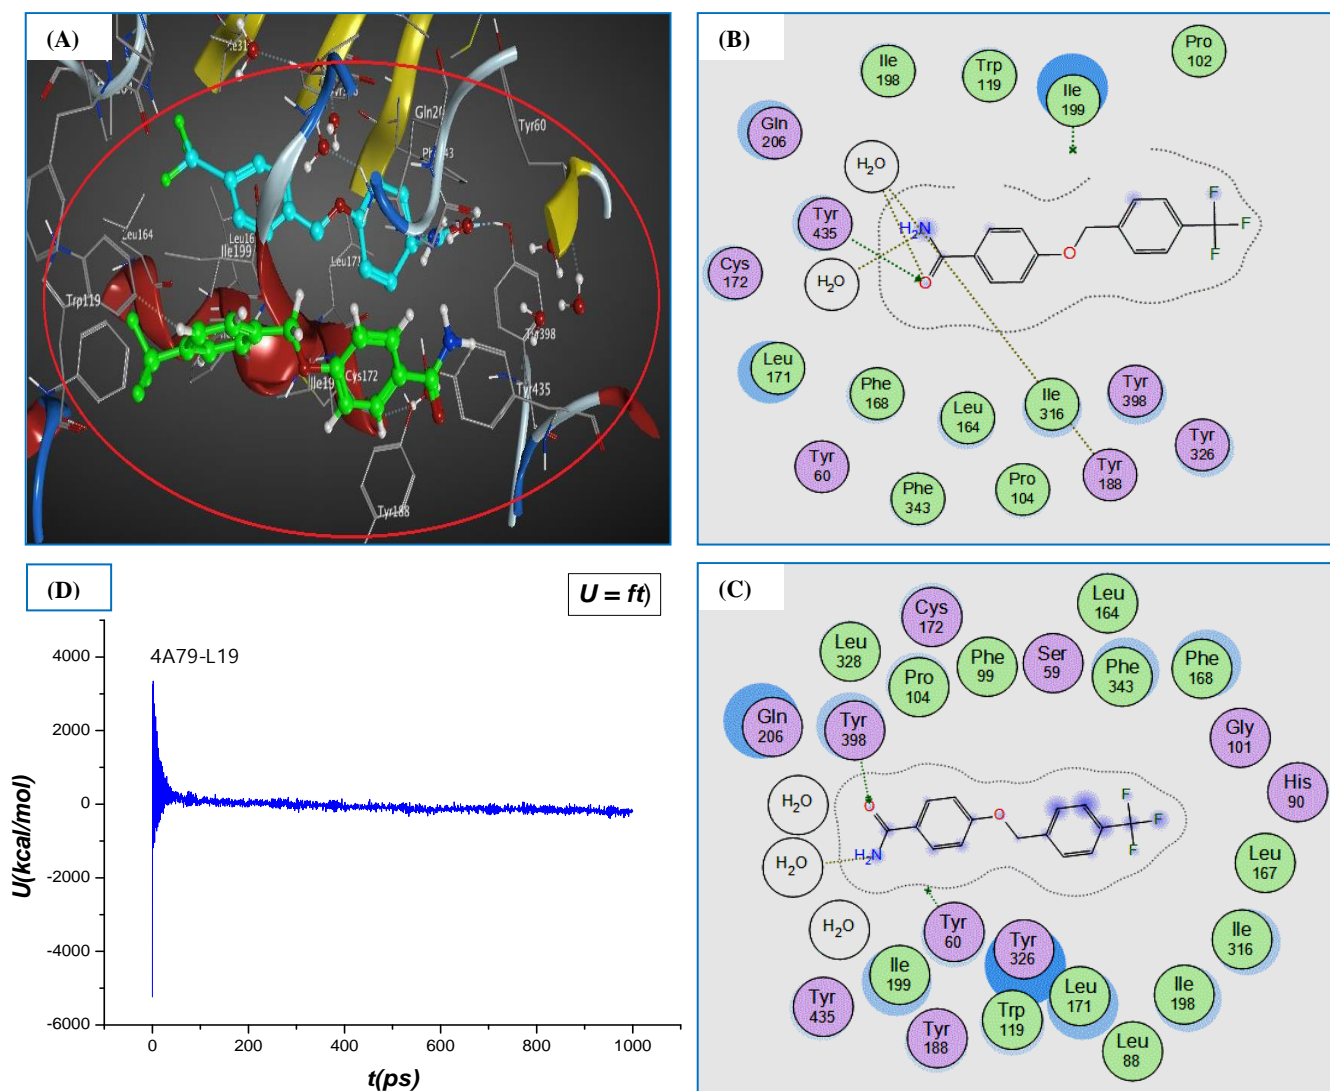 (A)
Gln20
Tyr60
Leu164
Ile199
Leu171
Trp119
Cys172
Tyr398
Tyr435
Tyr188
(B)
Ile
198
Trp
119
Ile
199
Pro
102
Gln
206
H2O
Tyr
435
H2N
O
O
F
F
F
Cys
172
H2O
Leu
171
Phe
168
Leu
164
Ile
316
Tyr
398
Tyr
326
Tyr
60
Phe
343
Pro
104
Tyr
188
(D)
U = ft)
4A79-L19
4000
2000
0
-2000
-4000
-6000
U(kcal/mol)
0
200
400
600
800
1000
t(ps)
(C)
Cys
172
Leu
164
Leu
328
Pro
104
Phe
99
Ser
59
Phe
343
Phe
168
Gln
206
Tyr
398
Gly
101
His
90
H2O
O
O
F
F
F
H2O
H2N
Leu
167
H2O
Tyr
60
Tyr
326
Ile
316
Ile
199
Leu
171
Ile
198
Tyr
435
Tyr
188
Trp
119
Leu
88